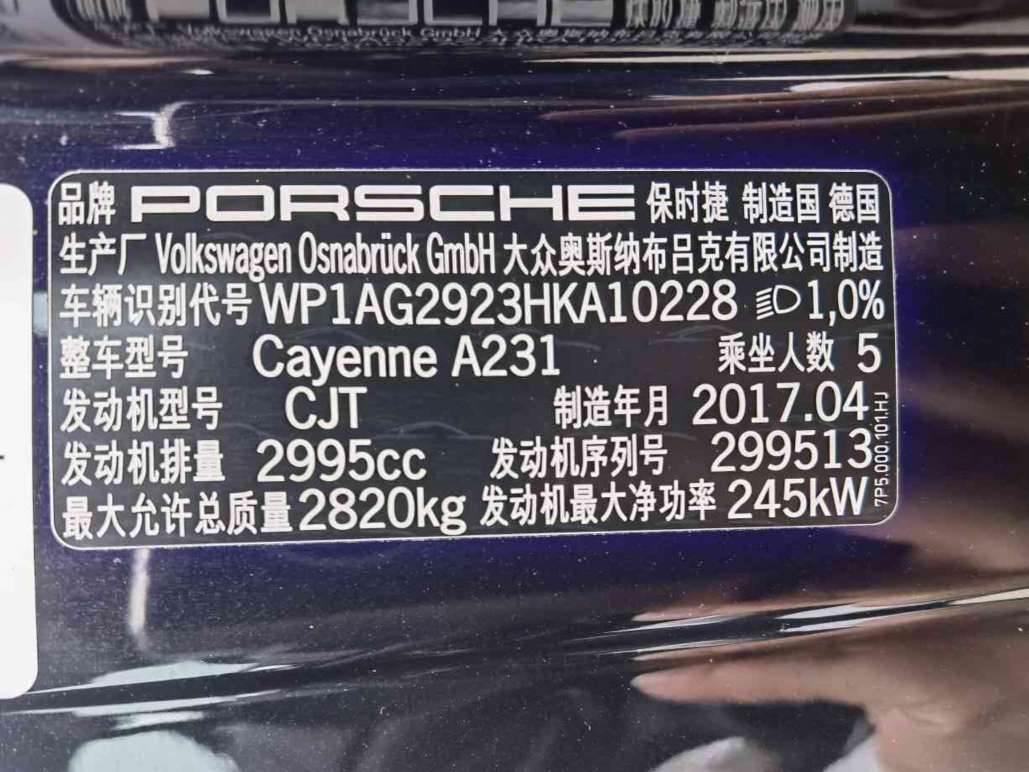 Volkswagen Osnabrück GmbH
品牌 PORSCHE 保时捷 制造国 德国
生产厂 Volkswagen Osnabrück GmbH 大众奥斯纳布吕克有限公司制造
车辆识别代号 WP1AG2923HKA10228 1,0%
整车型号 Cayenne A231 乘坐人数 5
发动机型号 CJT 制造年月 2017.04
发动机排量 2995cc 发动机序列号 299513
最大允许总质量 2820kg 发动机最大净功率 245kW
7P5.000.101.HJ